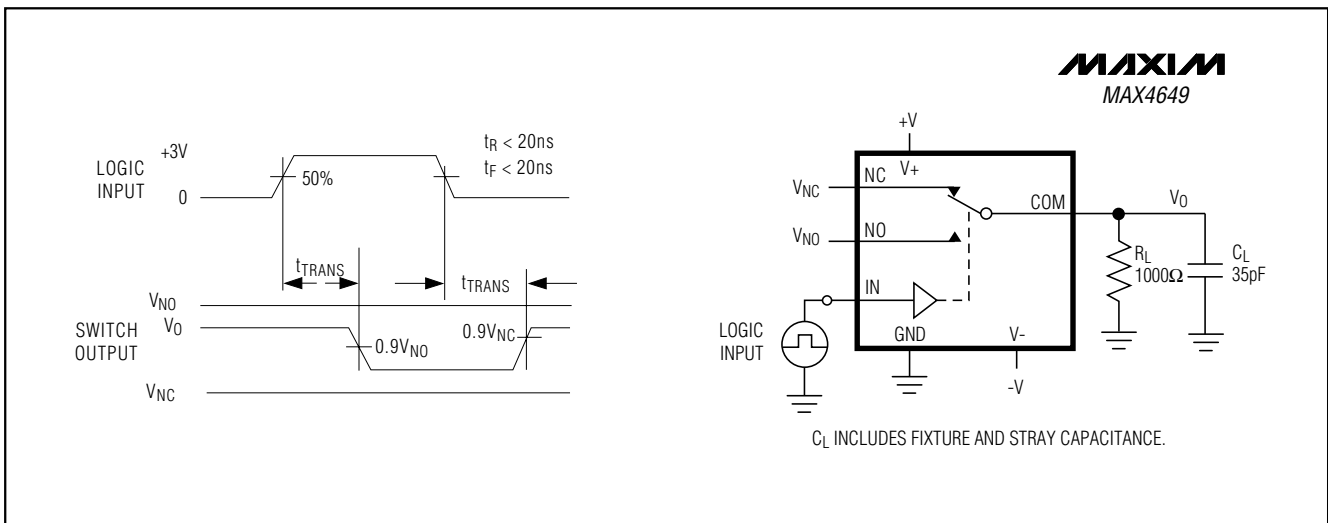 MAXIM
MAX4649
LOGIC
INPUT
+3V
0
50%
tR < 20ns
tF < 20ns
tTRANS
tTRANS
VNO
SWITCH
OUTPUT
VO
0.9VNO
0.9VNC
VNC
+V
V+
VNC
NC
VNO
NO
COM
VO
RL
1000Ω
CL
35pF
IN
LOGIC
INPUT
GND
V-
-V
CL INCLUDES FIXTURE AND STRAY CAPACITANCE.